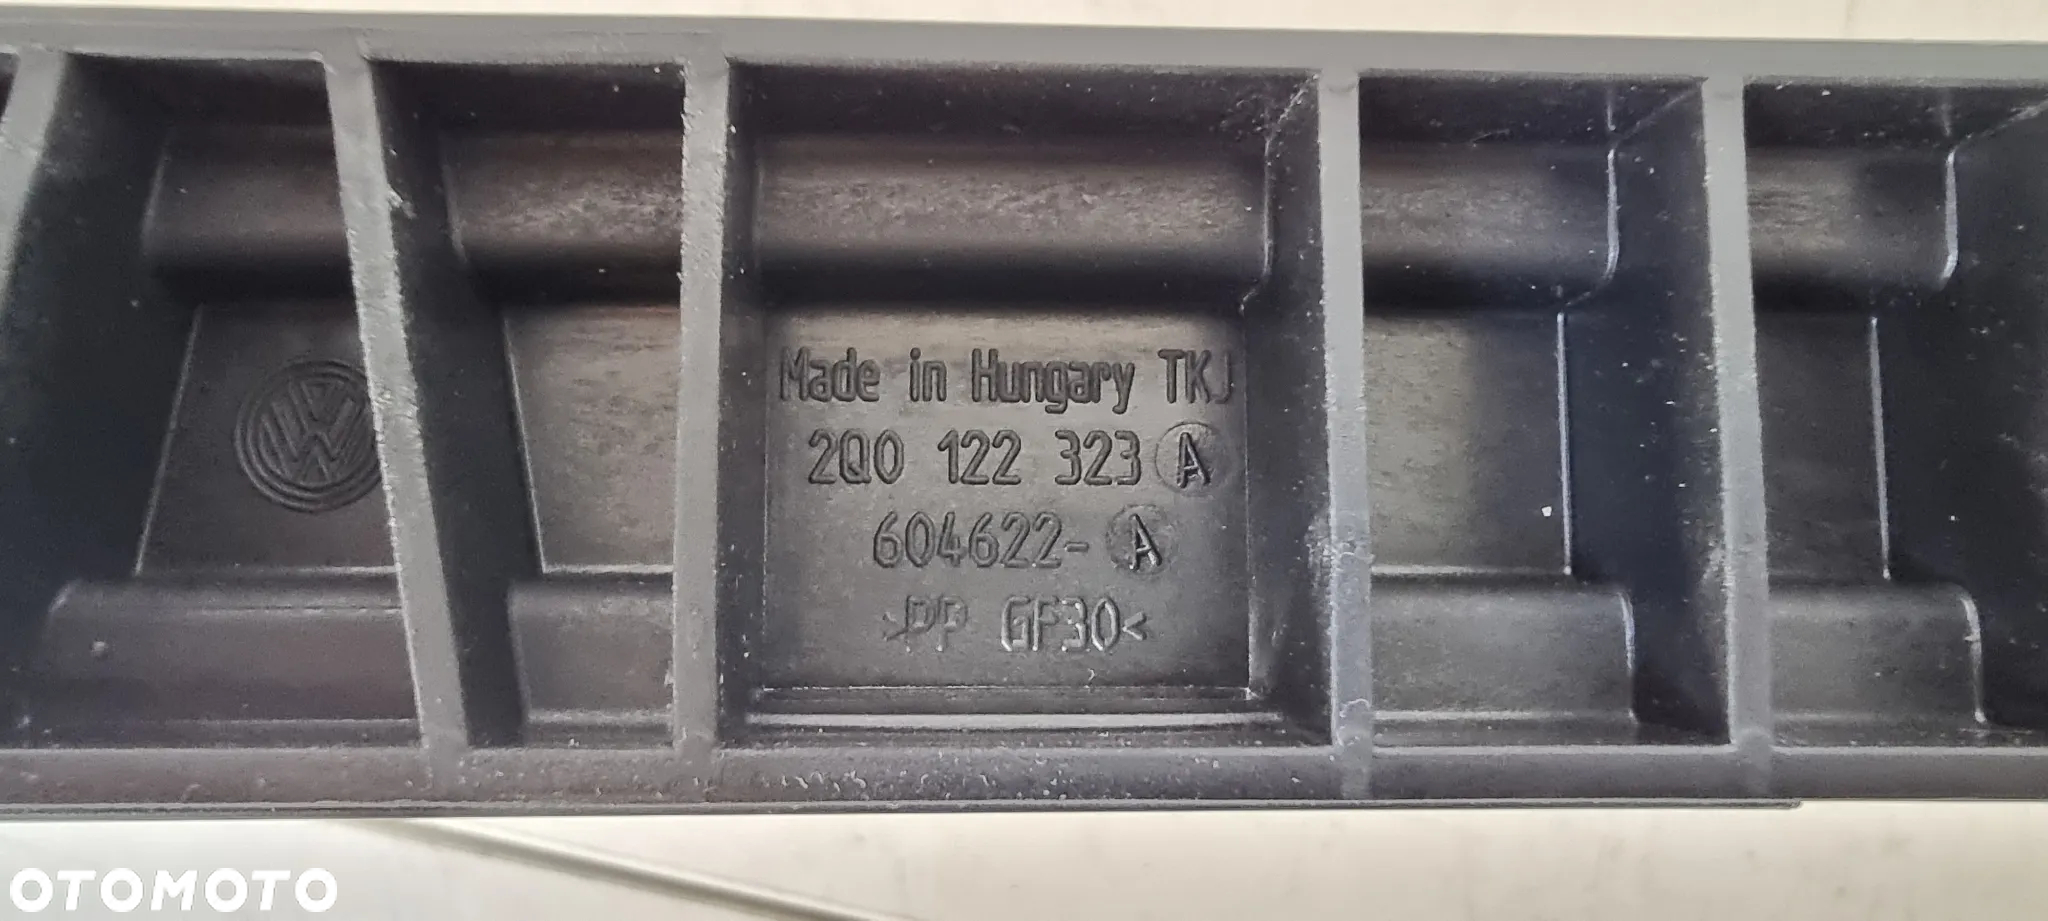 Made in Hungary TKJ
2Q0 122 323 A
604622- A
>PP GF30<
OTOMOTO